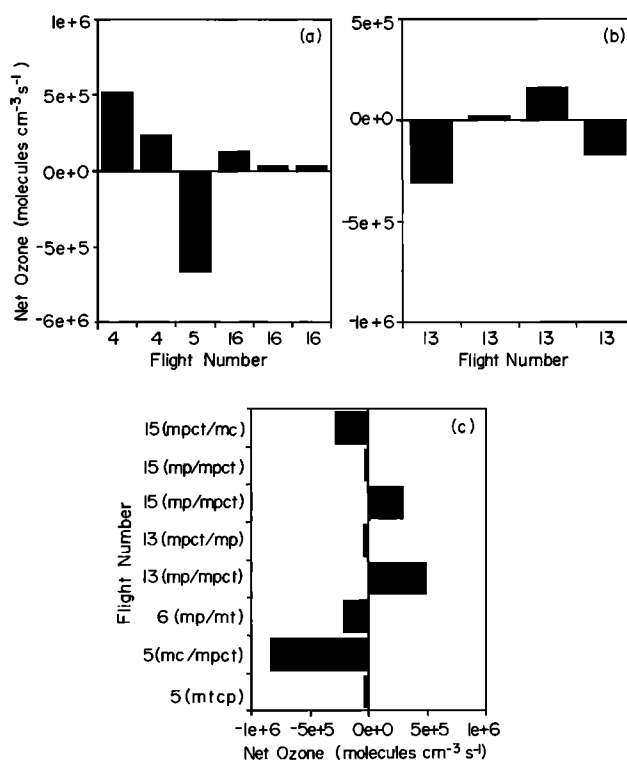 (a)
Net Ozone (molecules cm⁻³ s⁻¹)
1e+6
5e+5
0e+0
-5e+5
-6e+6
4 4 5 16 16 16
Flight Number
(b)
5e+5
0e+0
-5e+5
-1e+6
13 13 13 13
Flight Number
(c)
Flight Number
15 (mpct/mc)
15 (mp/mpct)
15 (mp/mpct)
13 (mpct/mp)
13 (mp/mpct)
6 (mp/mt)
5 (mc/mpct)
5 (mtcp)
-1e+6 -5e+5 0e+0 5e+5 1e+6
Net Ozone (molecules cm⁻³ s⁻¹)